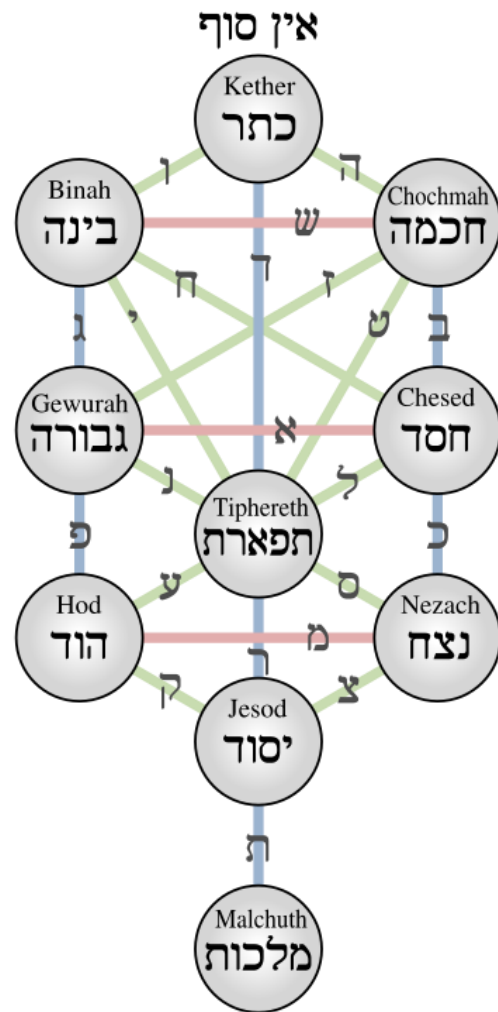 אין סוף
Kether
כתר
ו
ה
Binah
בינה
Chochmah
חכמה
ש
ד
ח
ז
ג
י
ט
ב
Gewurah
גבורה
Chesed
חסד
א
נ
ל
Tiphereth
תפארת
פ
כ
ע
ס
Hod
הוד
Nezach
נצח
מ
ר
ק
צ
Jesod
יסוד
ת
Malchuth
מלכות